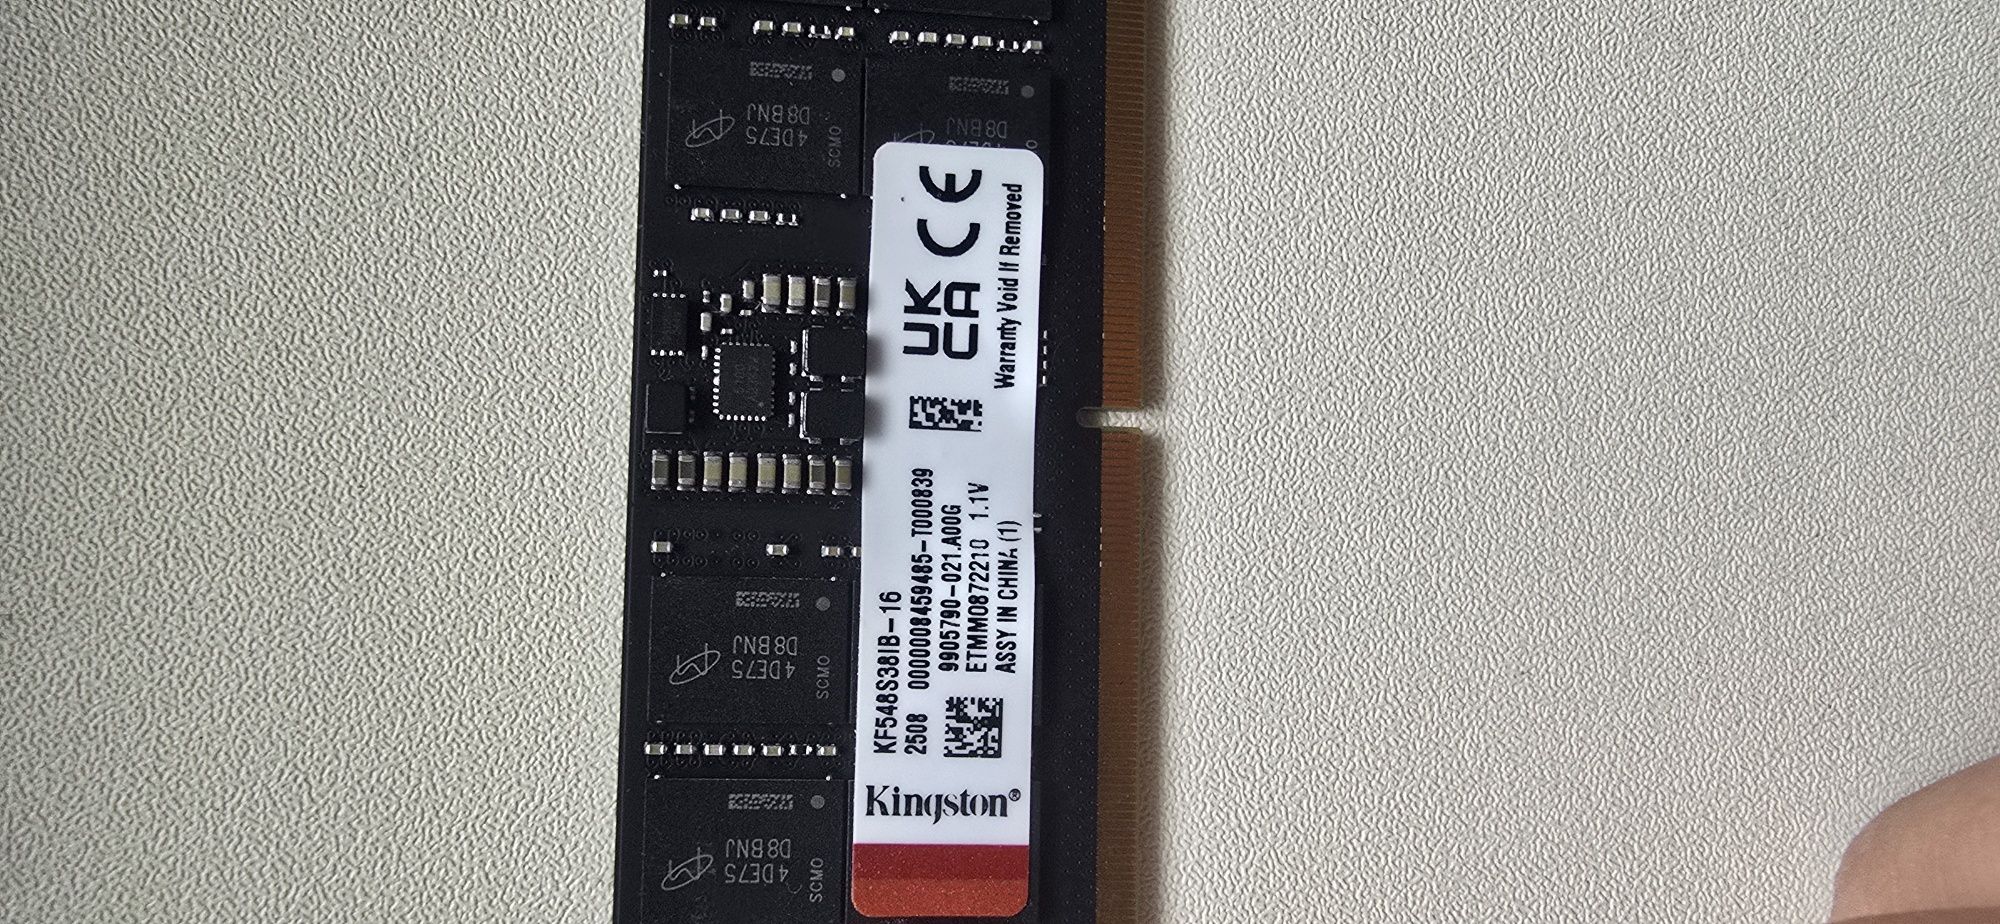 Kingston®
KF548S38IB-16
2508 0000008459485-T000839
9905790-021.A00G
ETMM0872210 1.1V
ASSY IN CHINA (1)
UK
CA
CE
Warranty Void If Removed
4DE75
D8BNJ
SCMO
D8BNJ
4DE75
D8BNJ
SCMO
4DE75
D8BNJ
SCMO